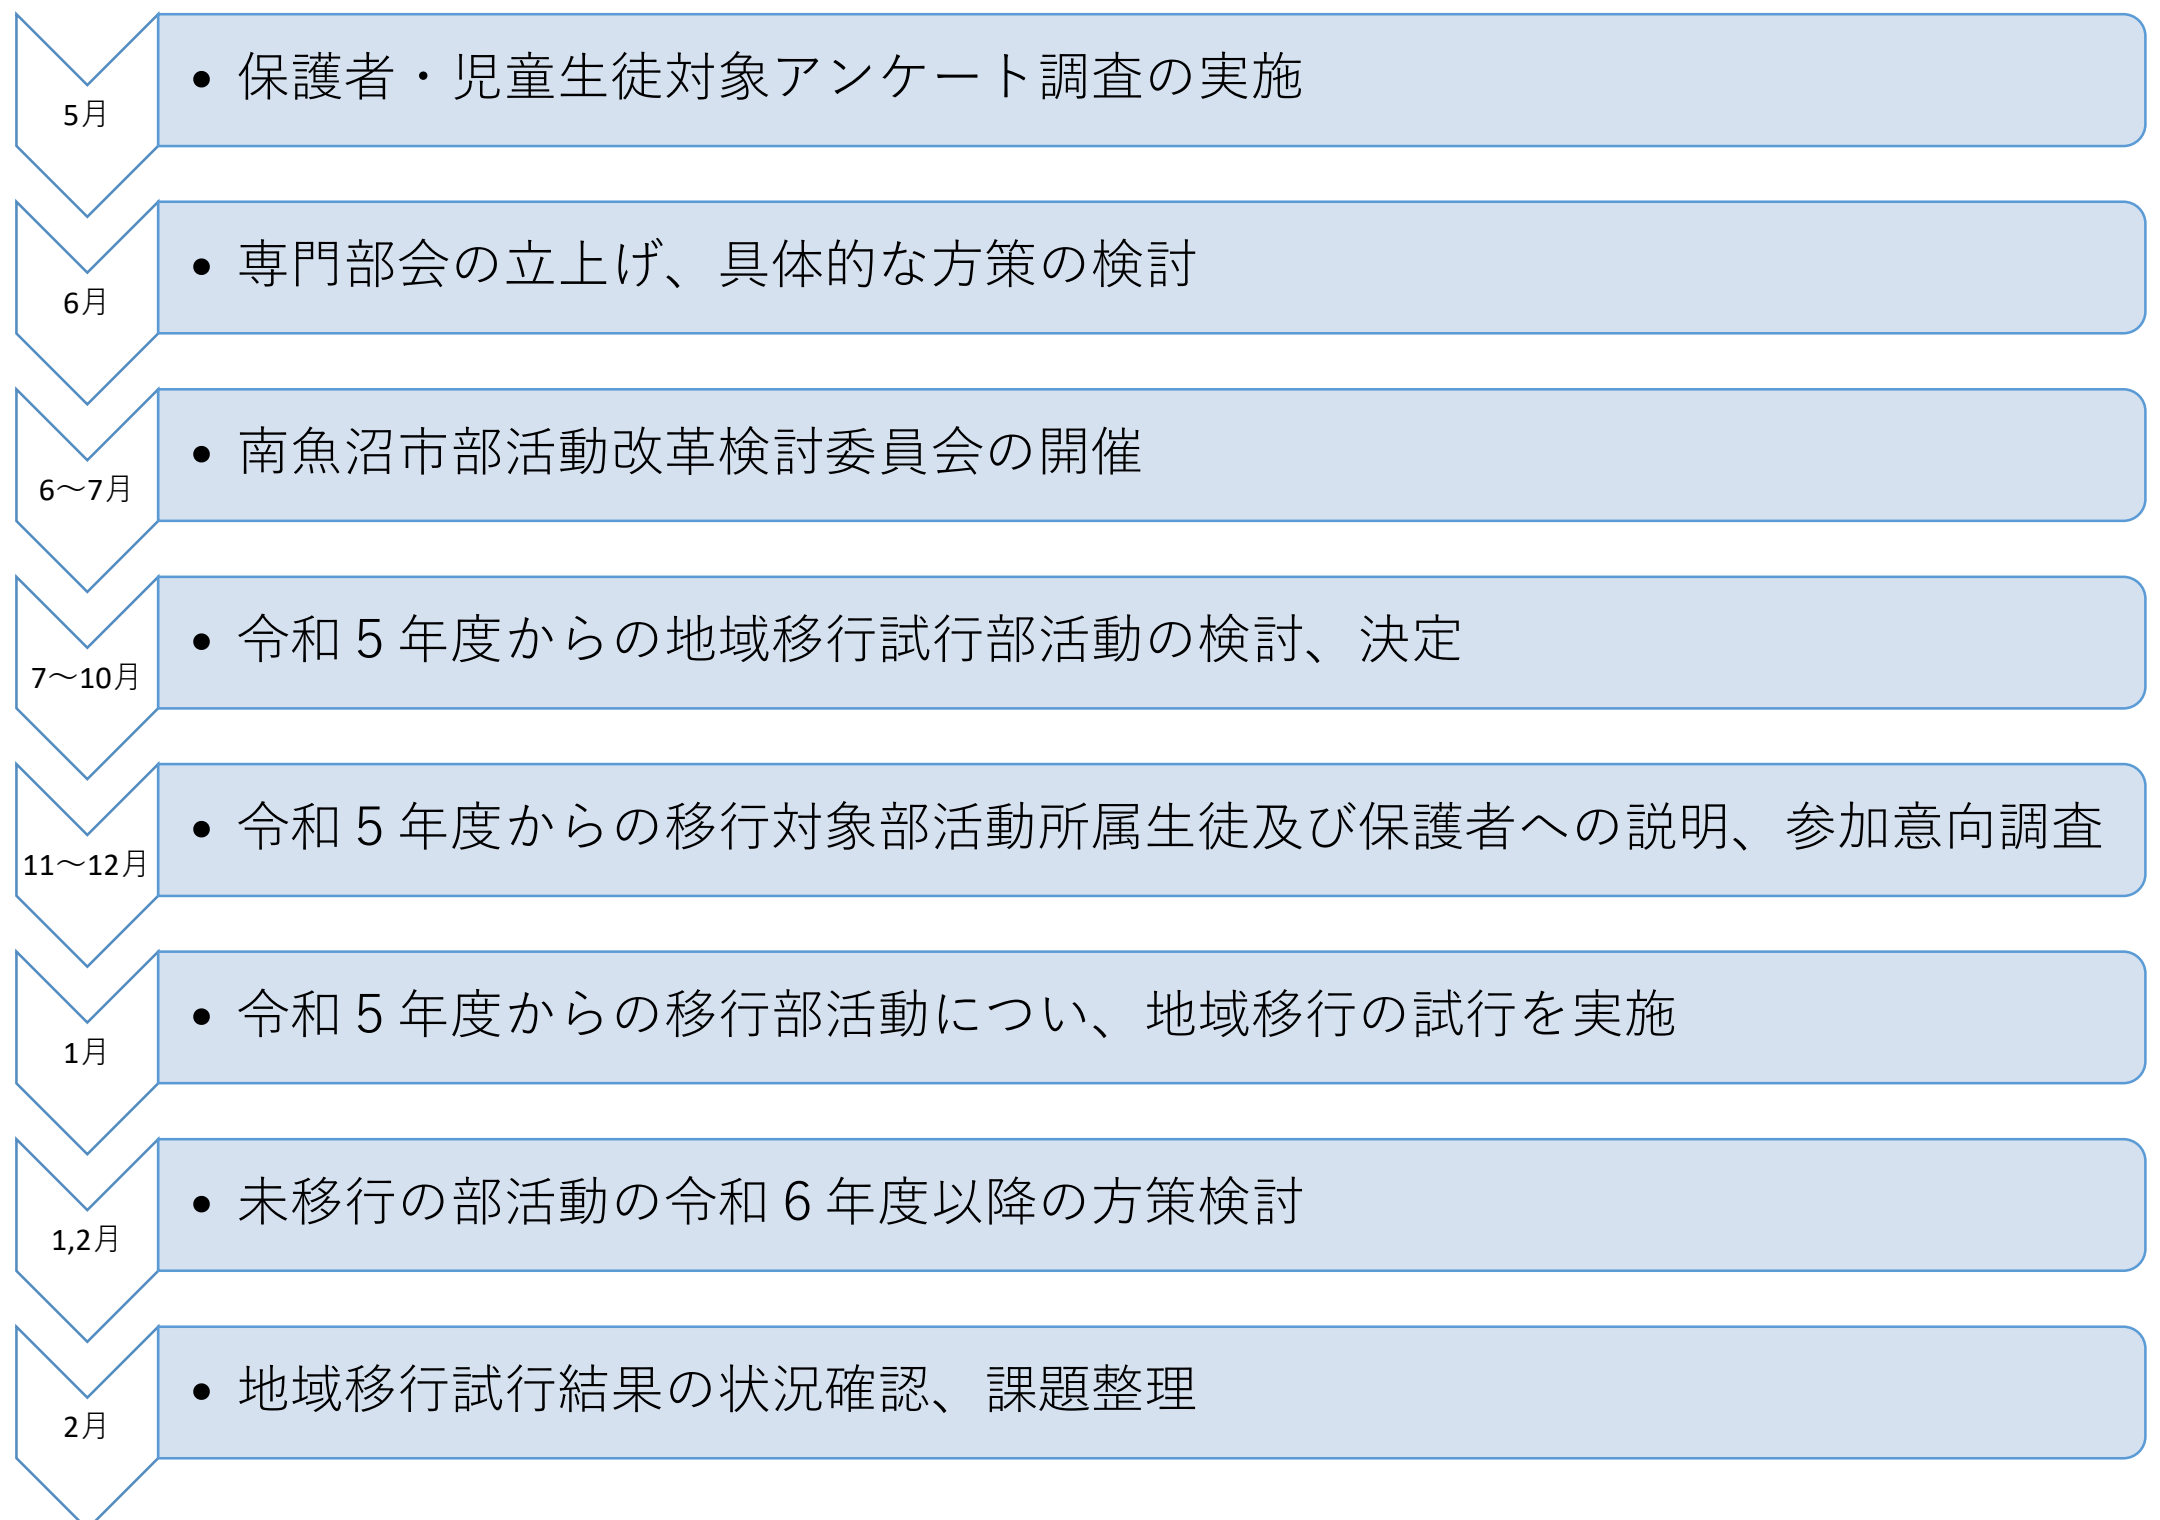 5月
• 保護者・児童生徒対象アンケート調査の実施
6月
• 専門部会の立上げ、具体的な方策の検討
6～7月
• 南魚沼市部活動改革検討委員会の開催
7～10月
• 令和５年度からの地域移行試行部活動の検討、決定
11～12月
• 令和５年度からの移行対象部活動所属生徒及び保護者への説明、参加意向調査
1月
• 令和５年度からの移行部活動につい、地域移行の試行を実施
1,2月
• 未移行の部活動の令和６年度以降の方策検討
2月
• 地域移行試行結果の状況確認、課題整理